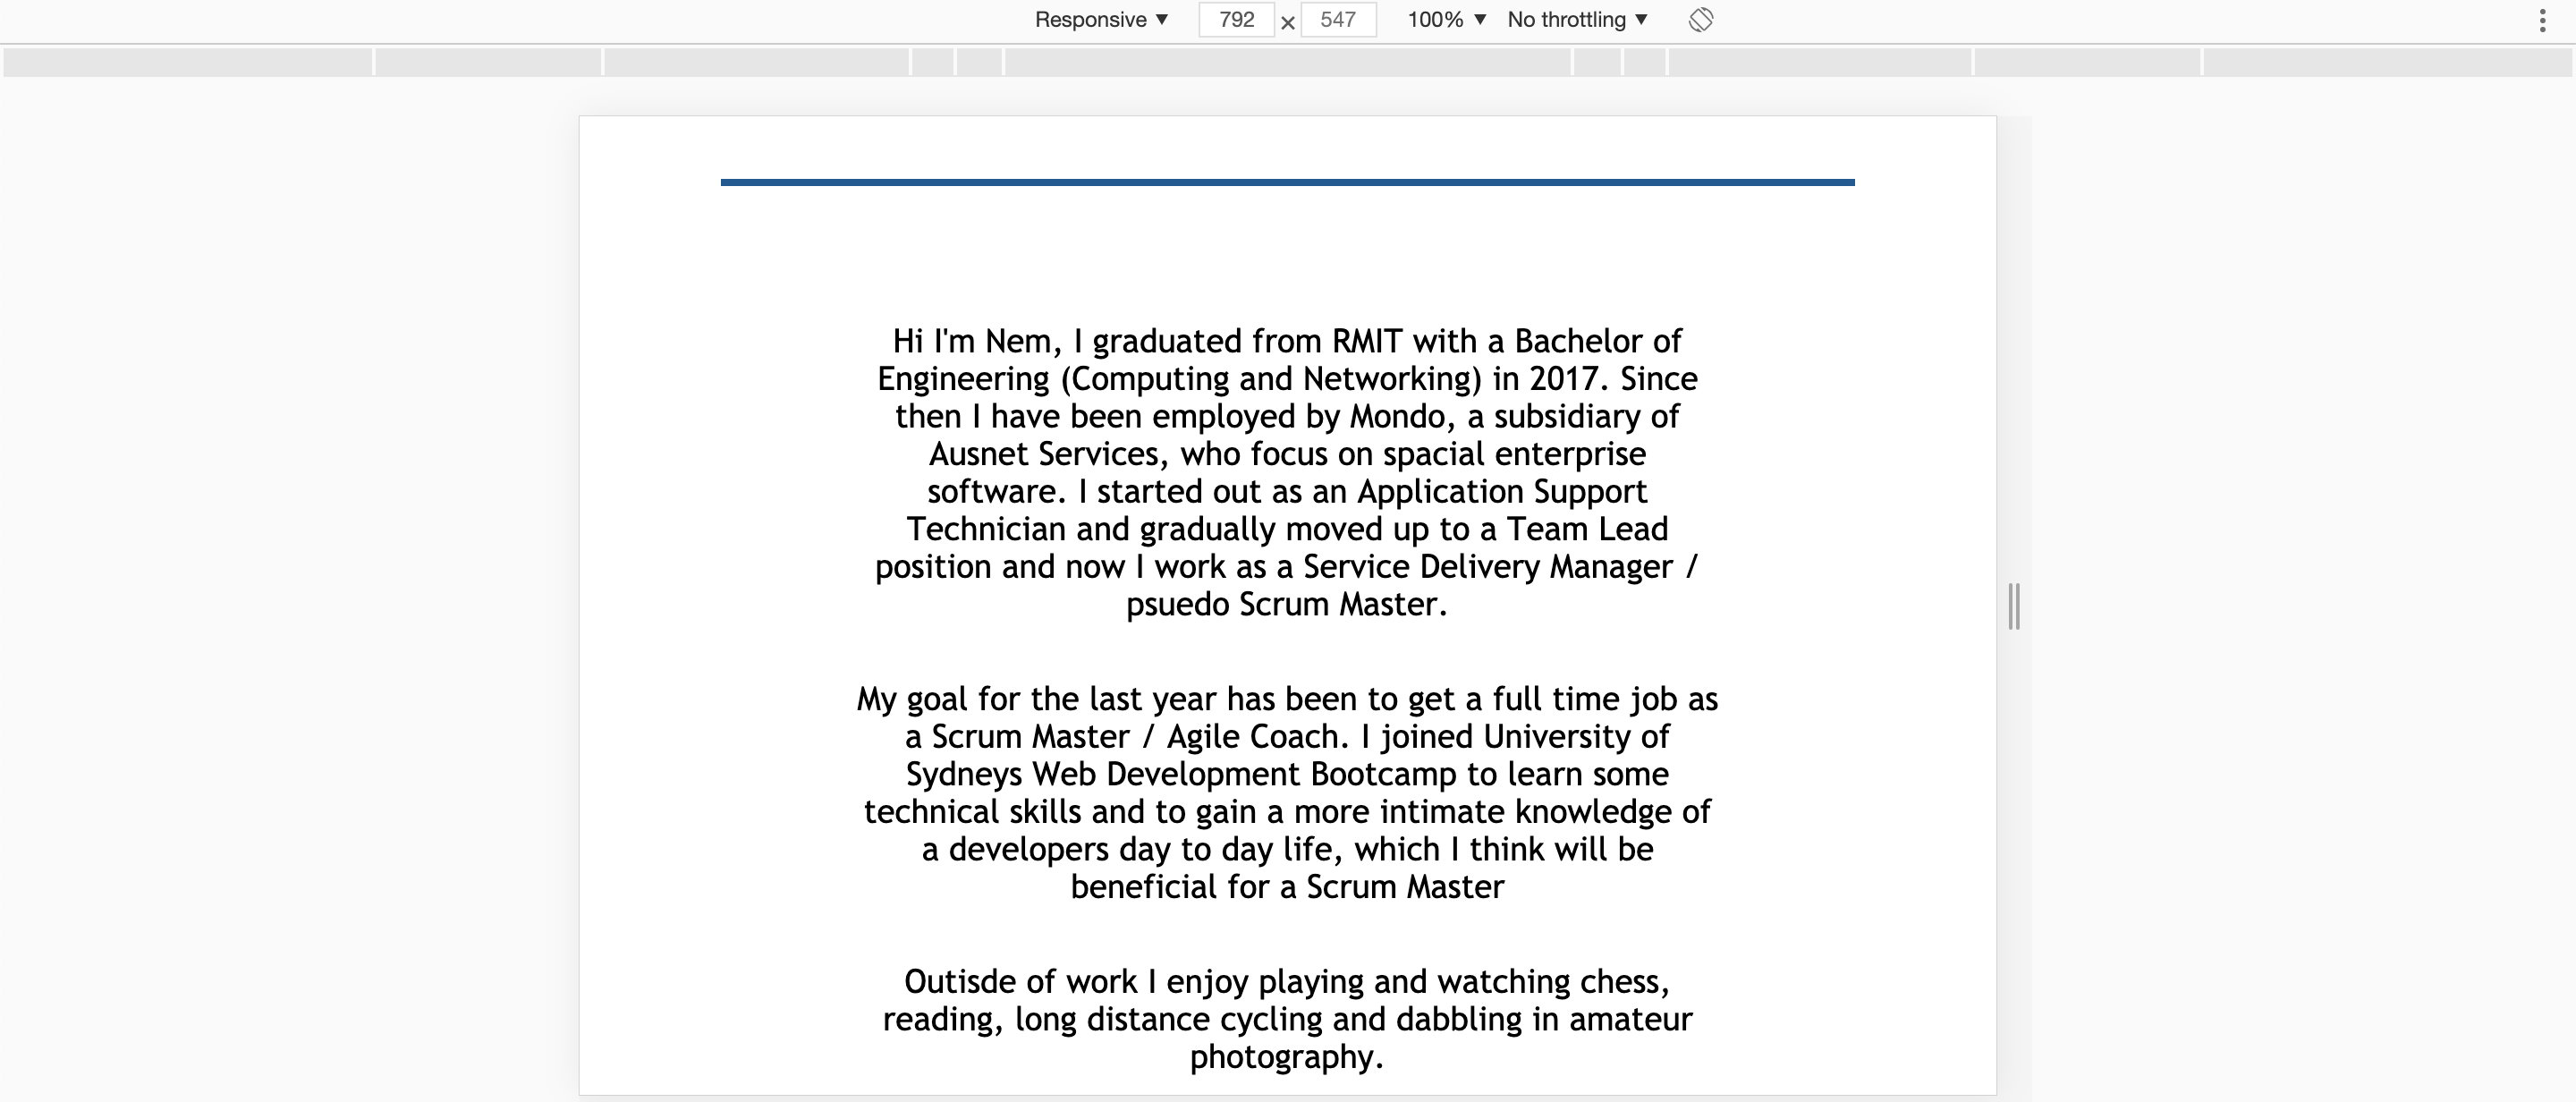 Responsive ▼ 792 × 547 100% ▼ No throttling ▼
Hi I'm Nem, I graduated from RMIT with a Bachelor of
Engineering (Computing and Networking) in 2017. Since
then I have been employed by Mondo, a subsidiary of
Ausnet Services, who focus on spacial enterprise
software. I started out as an Application Support
Technician and gradually moved up to a Team Lead
position and now I work as a Service Delivery Manager /
psuedo Scrum Master.
My goal for the last year has been to get a full time job as
a Scrum Master / Agile Coach. I joined University of
Sydneys Web Development Bootcamp to learn some
technical skills and to gain a more intimate knowledge of
a developers day to day life, which I think will be
beneficial for a Scrum Master
Outisde of work I enjoy playing and watching chess,
reading, long distance cycling and dabbling in amateur
photography.